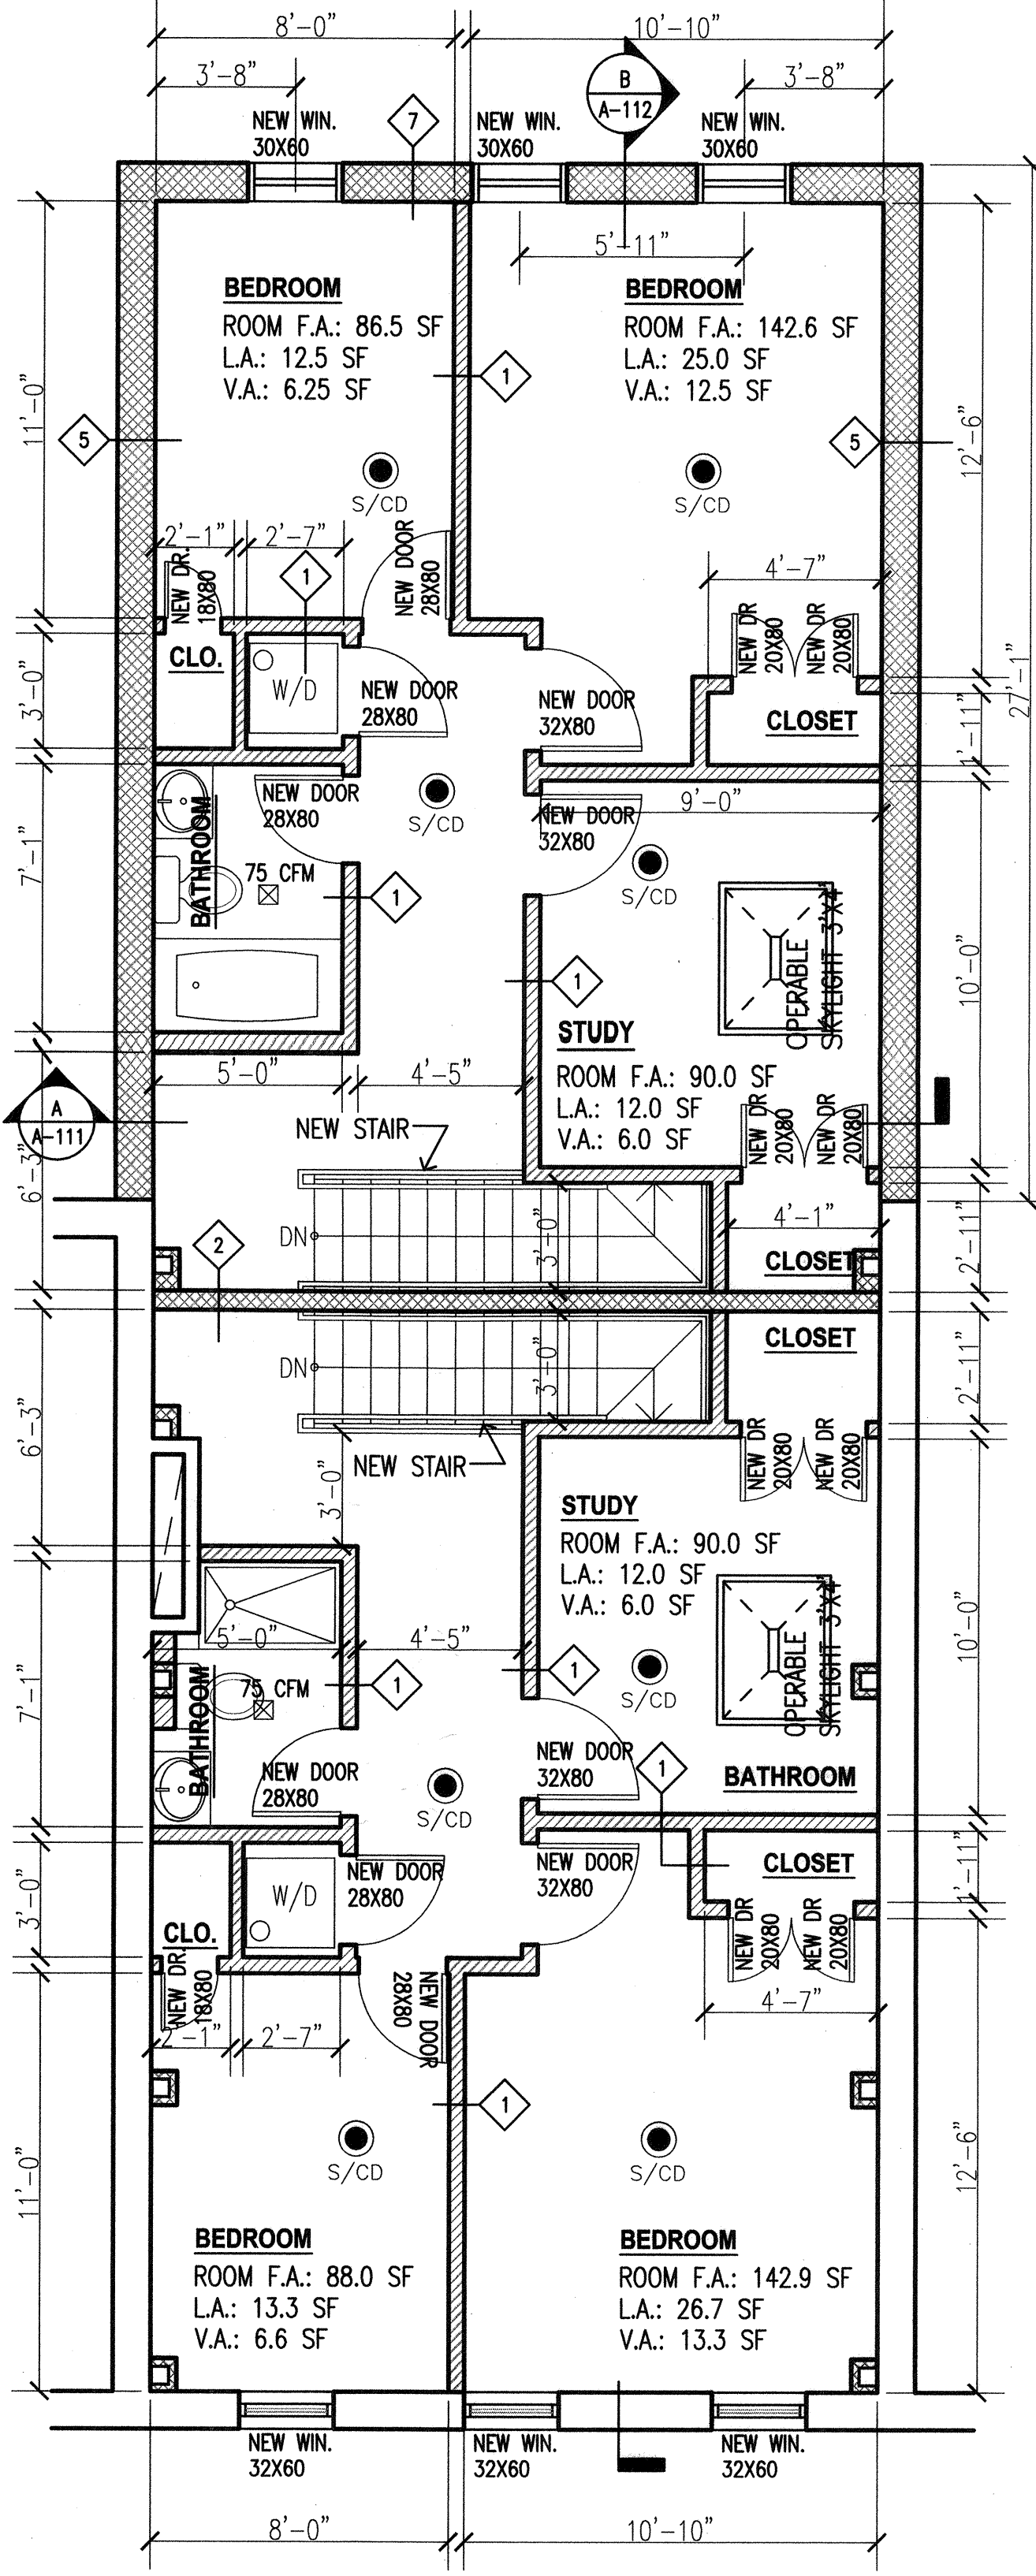 8'-0"
10'-10"
3'-8"
B
A-112
3'-8"
NEW WIN.
30X60
7
NEW WIN.
30X60
NEW WIN.
30X60
5'-11"
BEDROOM
ROOM F.A.: 86.5 SF
L.A.: 12.5 SF
V.A.: 6.25 SF
BEDROOM
ROOM F.A.: 142.6 SF
L.A.: 25.0 SF
V.A.: 12.5 SF
1
11'-0"
5
5
12'-6"
S/CD
S/CD
2'-1"
2'-7"
NEW DR.
18X80
1
NEW DOOR
28X80
4'-7"
NEW DR
20X80
NEW DR
20X80
27'-1"
CLO.
3'-0"
W/D
NEW DOOR
28X80
NEW DOOR
32X80
CLOSET
1'-11"
NEW DOOR
28X80
S/CD
9'-0"
NEW DOOR
32X80
S/CD
7'-1"
BATHROOM
75 CFM
1
OPERABLE
SKYLIGHT 3'X4'
10'-0"
1
STUDY
ROOM F.A.: 90.0 SF
L.A.: 12.0 SF
V.A.: 6.0 SF
5'-0"
4'-5"
NEW DR
20X80
NEW DR
20X80
A
A-111
NEW STAIR
6'-3"
4'-1"
2
DN
3'-0"
CLOSET
2'-11"
DN
3'-0"
CLOSET
2'-11"
6'-3"
NEW STAIR
3'-0"
NEW DR
20X80
NEW DR
20X80
STUDY
ROOM F.A.: 90.0 SF
L.A.: 12.0 SF
V.A.: 6.0 SF
OPERABLE
SKYLIGHT 3'X4'
10'-0"
5'-0"
4'-5"
7'-1"
BATHROOM
75 CFM
1
1
S/CD
NEW DOOR
28X80
S/CD
NEW DOOR
32X80
1
BATHROOM
3'-0"
CLO.
W/D
NEW DOOR
28X80
NEW DOOR
32X80
CLOSET
1'-11"
NEW DR.
18X80
NEW DOOR
28X80
NEW DR
20X80
NEW DR
20X80
2'-1"
2'-7"
4'-7"
1
11'-0"
S/CD
S/CD
12'-6"
BEDROOM
ROOM F.A.: 88.0 SF
L.A.: 13.3 SF
V.A.: 6.6 SF
BEDROOM
ROOM F.A.: 142.9 SF
L.A.: 26.7 SF
V.A.: 13.3 SF
NEW WIN.
32X60
NEW WIN.
32X60
NEW WIN.
32X60
8'-0"
10'-10"